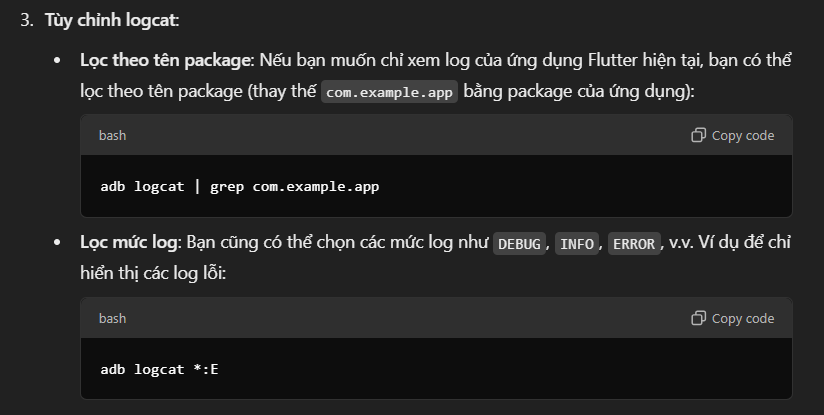 3. Tùy chỉnh logcat:
• Lọc theo tên package: Nếu bạn muốn chỉ xem log của ứng dụng Flutter hiện tại, bạn có thể
lọc theo tên package (thay thế com.example.app bằng package của ứng dụng):
bash Copy code
adb logcat | grep com.example.app
• Lọc mức log: Bạn cũng có thể chọn các mức log như DEBUG, INFO, ERROR, v.v. Ví dụ để chỉ
hiển thị các log lỗi:
bash Copy code
adb logcat *:E